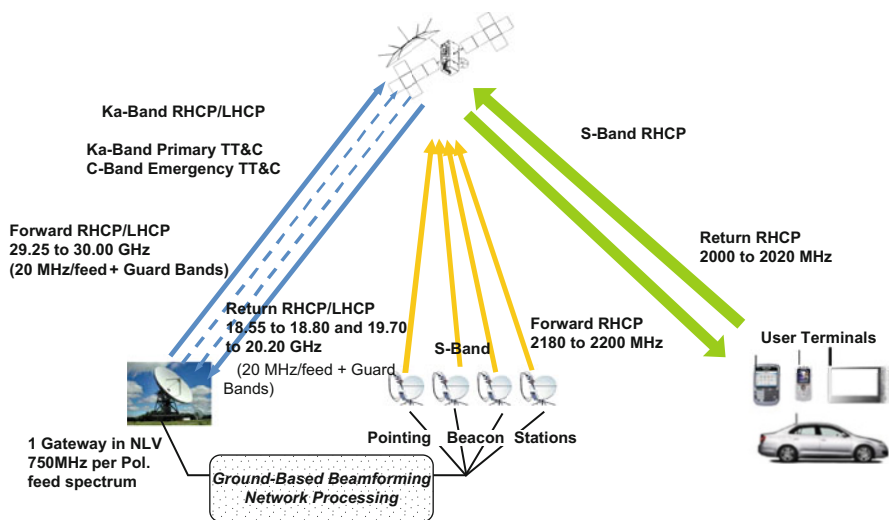 Ka-Band RHCP/LHCP
Ka-Band Primary TT&C
C-Band Emergency TT&C
S-Band RHCP
Forward RHCP/LHCP
29.25 to 30.00 GHz
(20 MHz/feed + Guard Bands)
Return RHCP
2000 to 2020 MHz
Return RHCP/LHCP
18.55 to 18.80 and 19.70
to 20.20 GHz
(20 MHz/feed + Guard
Bands)
S-Band
Forward RHCP
2180 to 2200 MHz
User Terminals
Pointing Beacon Stations
1 Gateway in NLV
750MHz per Pol.
feed spectrum
Ground-Based Beamforming
Network Processing